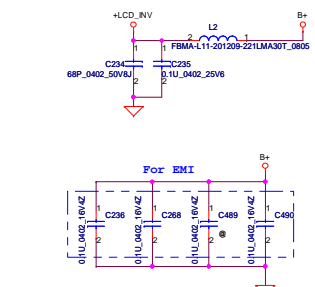 +LCD_INV
B+
L2
2
1
FBMA-L11-201209-221LMA30T_0805
1
1
C234
C235
68P_0402_50V8J
0.1U_0402_25V6
2
2
For EMI
B+
0.1U_0402_16V4Z
1
C236
2
0.1U_0402_16V4Z
1
C268
2
0.1U_0402_16V4Z
1
C489
@
2
0.1U_0402_16V4Z
1
C490
2